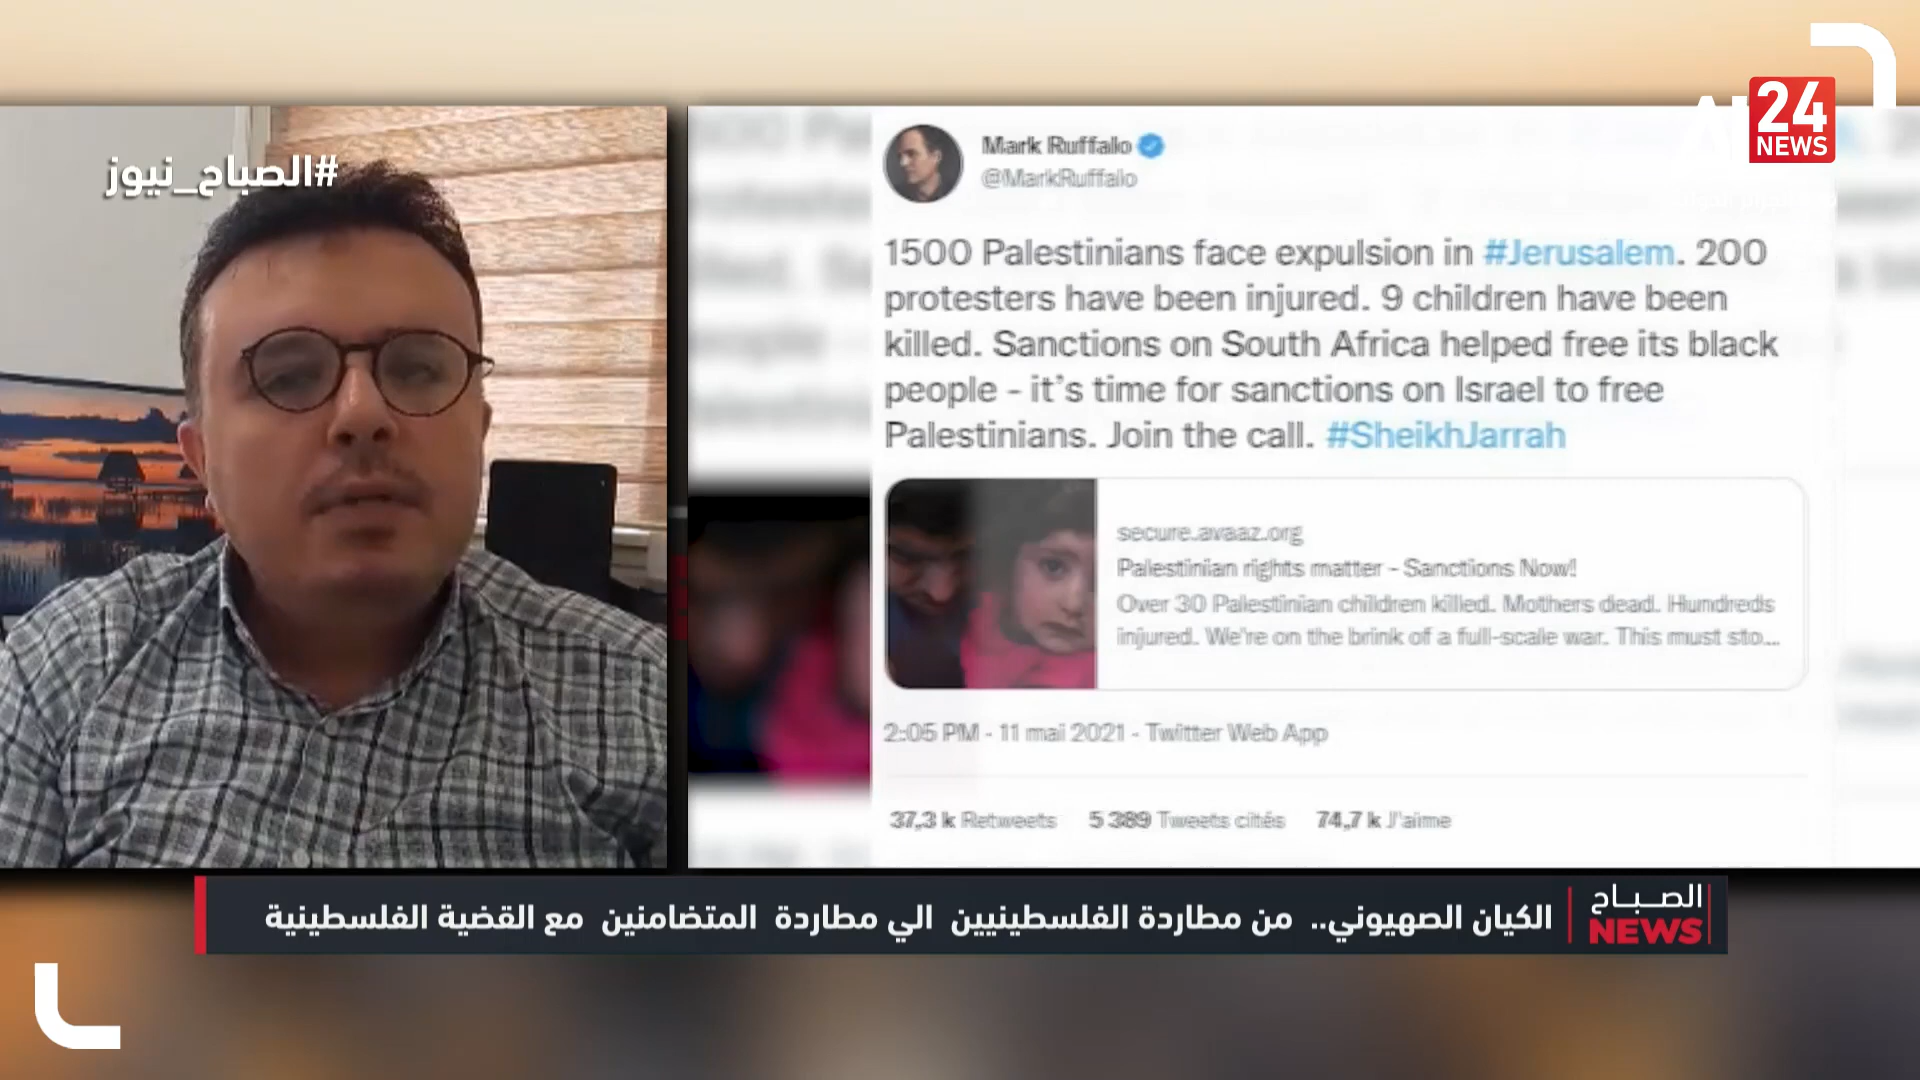 #الصباح_نيوز
24
NEWS
Mark Ruffalo
@MarkRuffalo
1500 Palestinians face expulsion in #Jerusalem. 200
protesters have been injured. 9 children have been
killed. Sanctions on South Africa helped free its black
people - it's time for sanctions on Israel to free
Palestinians. Join the call. #SheikhJarrah
secure.avaaz.org
Palestinian rights matter - Sanctions Now!
Over 30 Palestinian children killed. Mothers dead. Hundreds
injured. We're on the brink of a full-scale war. This must sto...
2:05 PM · 11 mai 2021 · Twitter Web App
37,3 k Retweets 5 389 Tweets cités 74,7 k J'aime
الصباح
NEWS
الكيان الصهيوني.. من مطاردة الفلسطينيين الي مطاردة المتضامنين مع القضية الفلسطينية